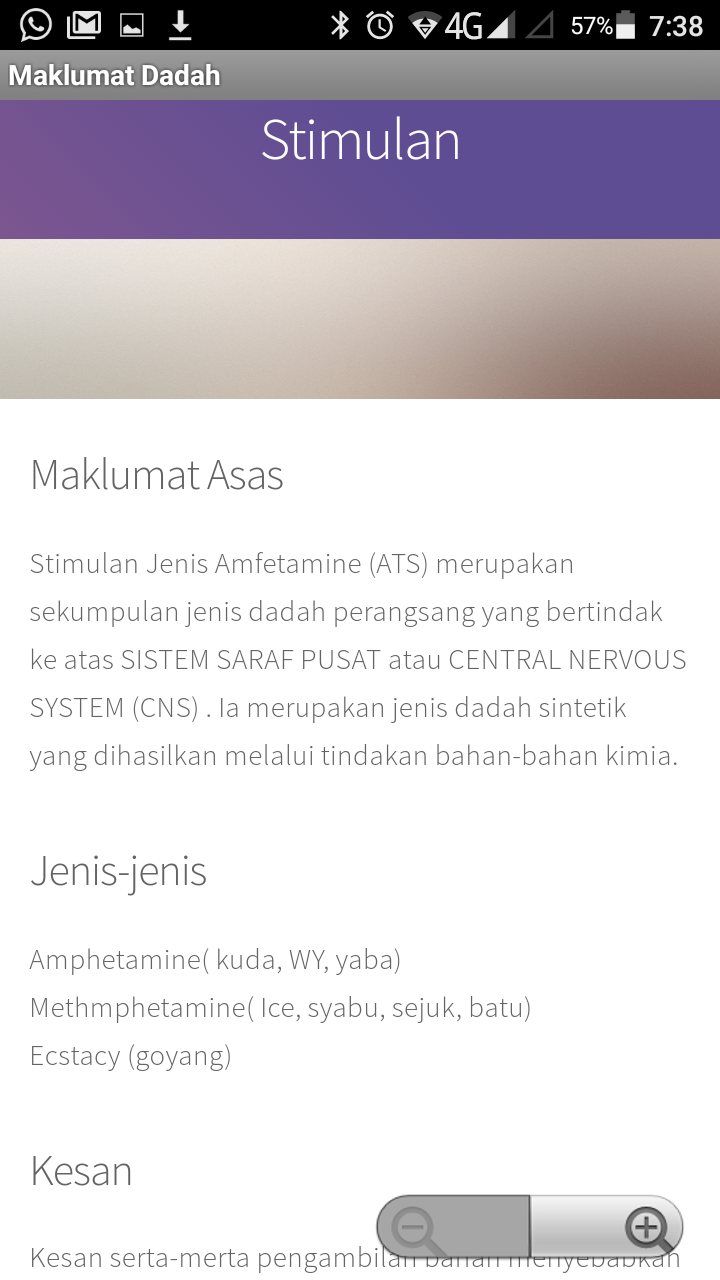 4G 57% 7:38
Maklumat Dadah
Stimulan
Maklumat Asas
Stimulan Jenis Amfetamine (ATS) merupakan
sekumpulan jenis dadah perangsang yang bertindak
ke atas SISTEM SARAF PUSAT atau CENTRAL NERVOUS
SYSTEM (CNS) . Ia merupakan jenis dadah sintetik
yang dihasilkan melalui tindakan bahan-bahan kimia.
Jenis-jenis
Amphetamine( kuda, WY, yaba)
Methmphetamine( Ice, syabu, sejuk, batu)
Ecstacy (goyang)
Kesan
Kesan serta-merta pengambilan bahan menyebabkan